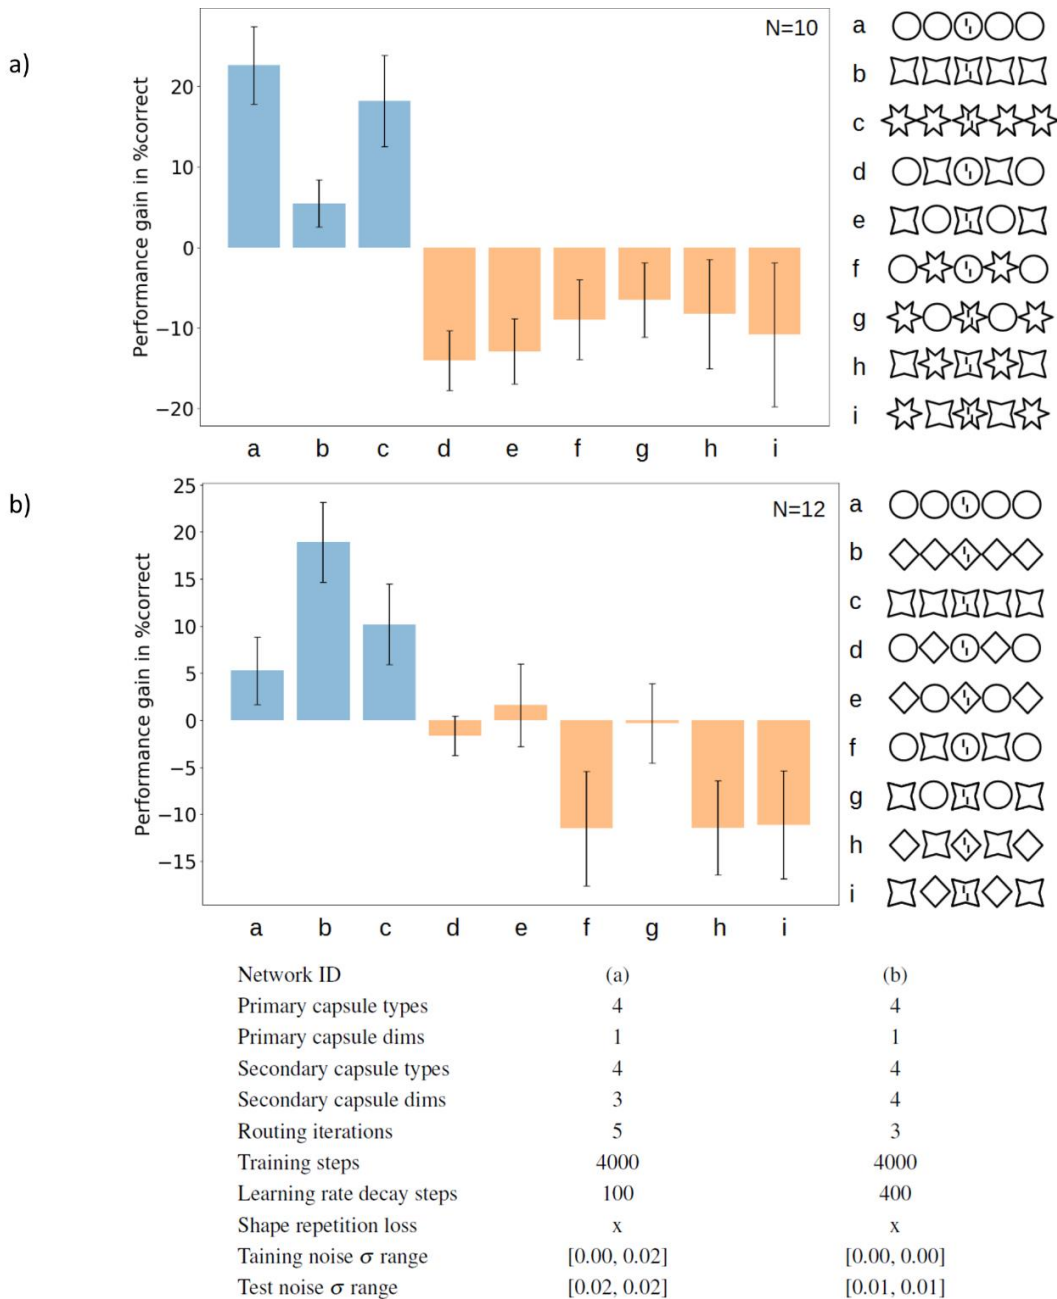 a)
N=10
Performance gain in %correct
20
10
0
−10
−20
a b c d e f g h i
a
b
c
d
e
f
g
h
i
b)
N=12
Performance gain in %correct
25
20
15
10
5
0
−5
−10
−15
a b c d e f g h i
a
b
c
d
e
f
g
h
i
Network ID (a) (b)
Primary capsule types 4 4
Primary capsule dims 1 1
Secondary capsule types 4 4
Secondary capsule dims 3 4
Routing iterations 5 3
Training steps 4000 4000
Learning rate decay steps 100 400
Shape repetition loss x x
Taining noise σ range [0.00, 0.02] [0.00, 0.00]
Test noise σ range [0.02, 0.02] [0.01, 0.01]